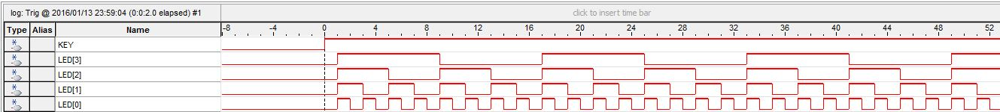 log: Trig @ 2016/01/13 23:59:04 (0:0:2.0 elapsed) #1 click to insert time bar
Type Alias Name -8 -4 0 4 8 12 16 20 24 28 32 36 40 44 48 52
KEY
LED[3]
LED[2]
LED[1]
LED[0]